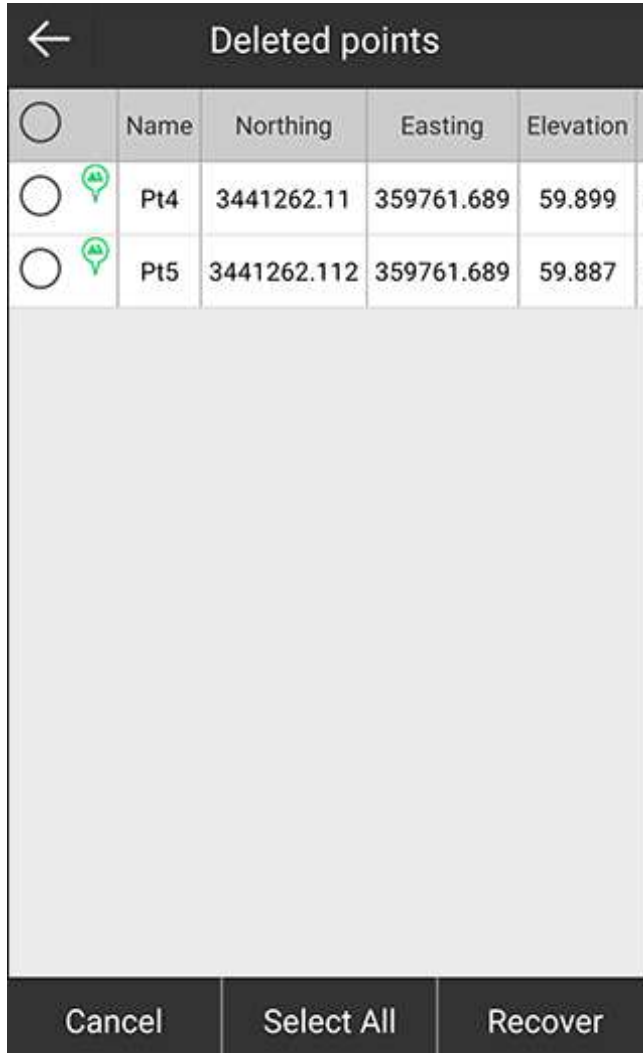 Deleted points
Name Northing Easting Elevation
Pt4 3441262.11 359761.689 59.899
Pt5 3441262.112 359761.689 59.887
Cancel Select All Recover